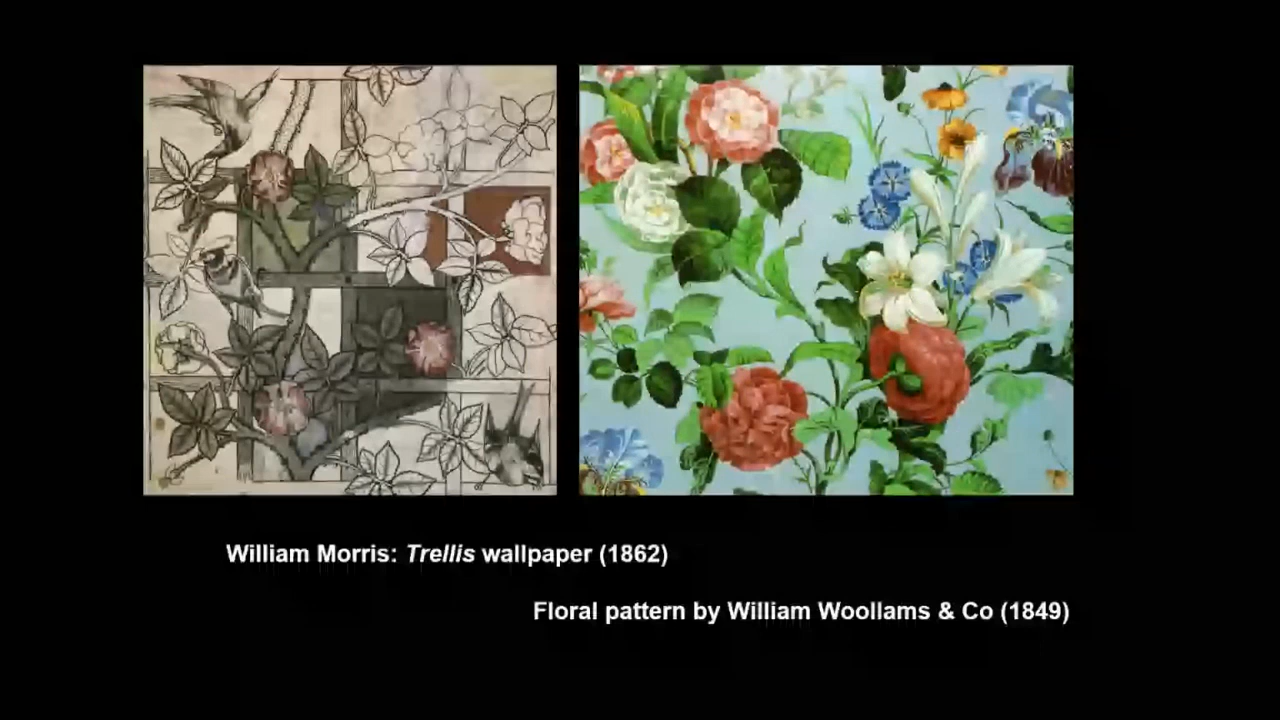 William Morris: Trellis wallpaper (1862)
Floral pattern by William Woollams & Co (1849)